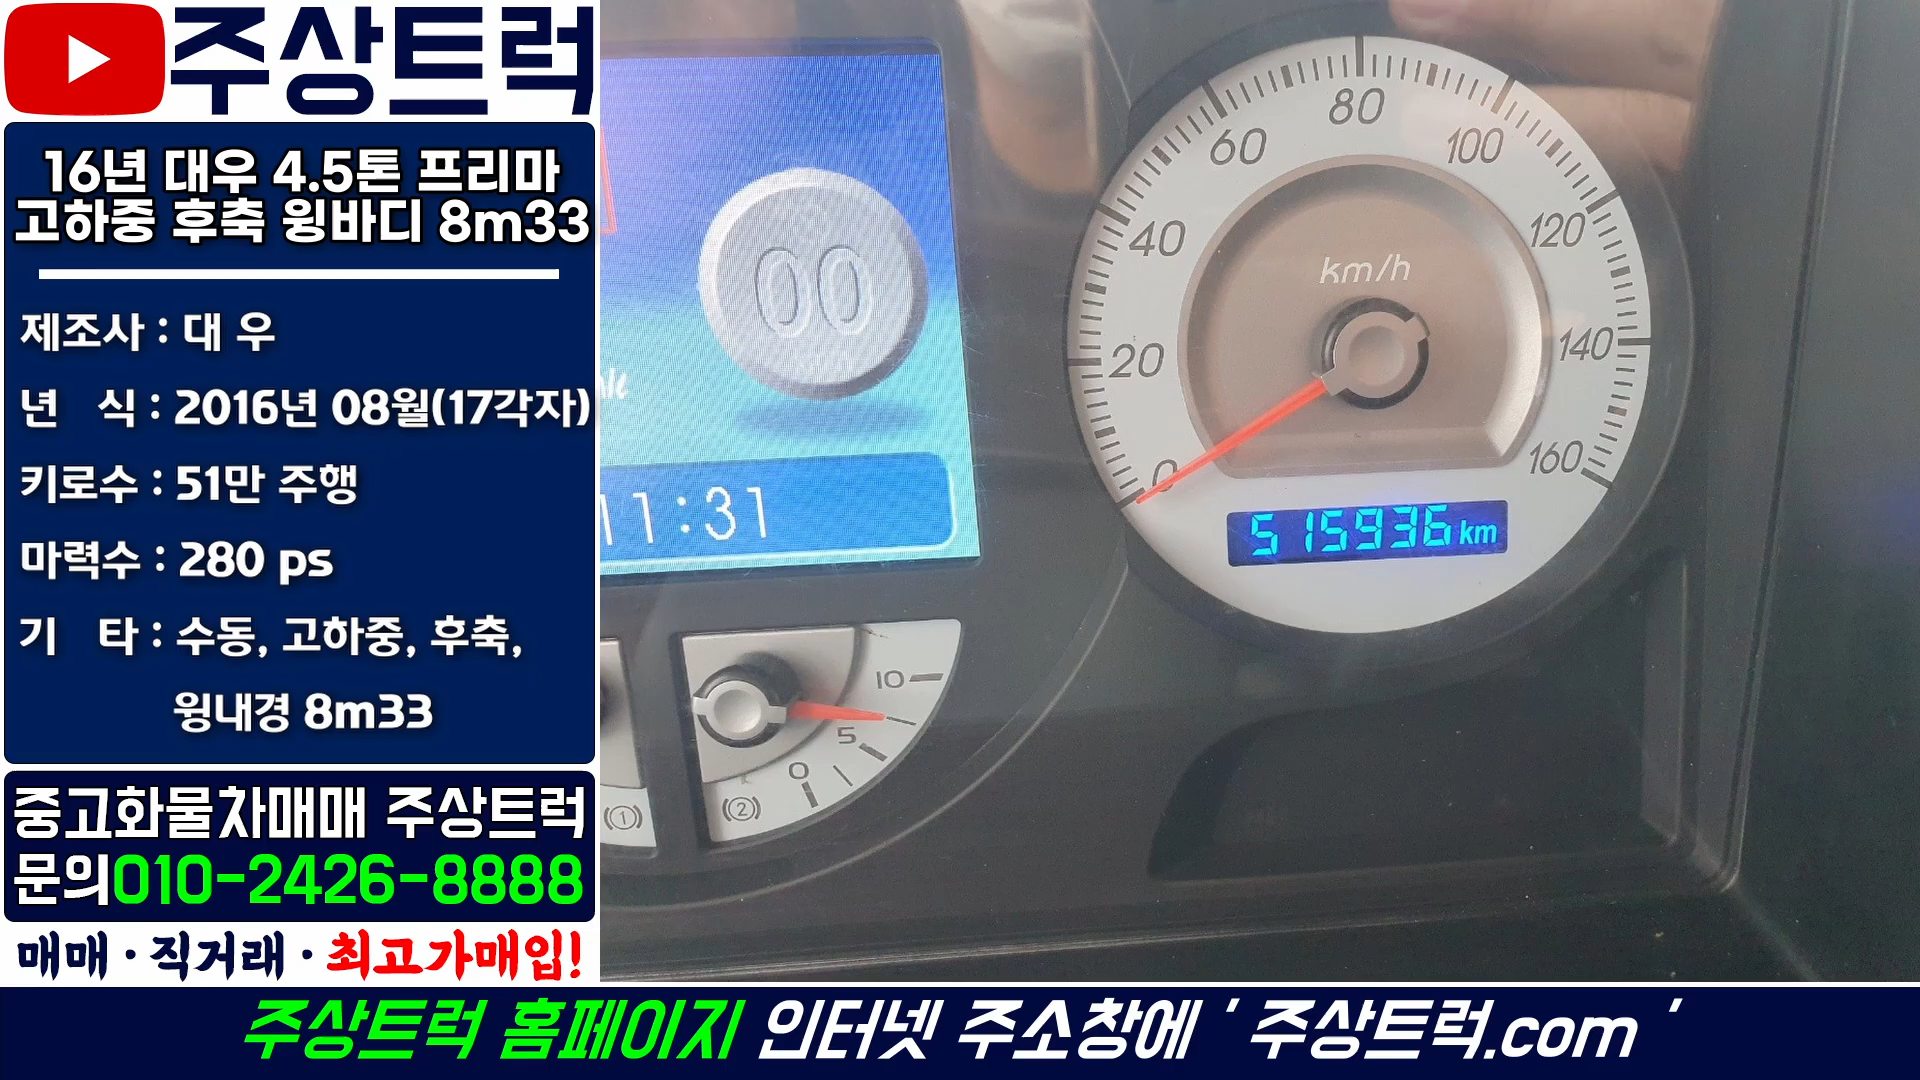 주상트럭
16년 대우 4.5톤 프리마
고하중 후축 윙바디 8m33
제조사 : 대 우
년 식 : 2016년 08월(17각자)
키로수 : 51만 주행
마력수 : 280 ps
기 타 : 수동, 고하중, 후축,
윙내경 8m33
중고화물차매매 주상트럭
문의010-2426-8888
매매 · 직거래 · 최고가매입!
00
11:31
0
20
40
60
80
100
120
140
160
km/h
515936 km
10
5
0
(1)
(2)
주상트럭 홈페이지 인터넷 주소창에 ' 주상트럭.com '